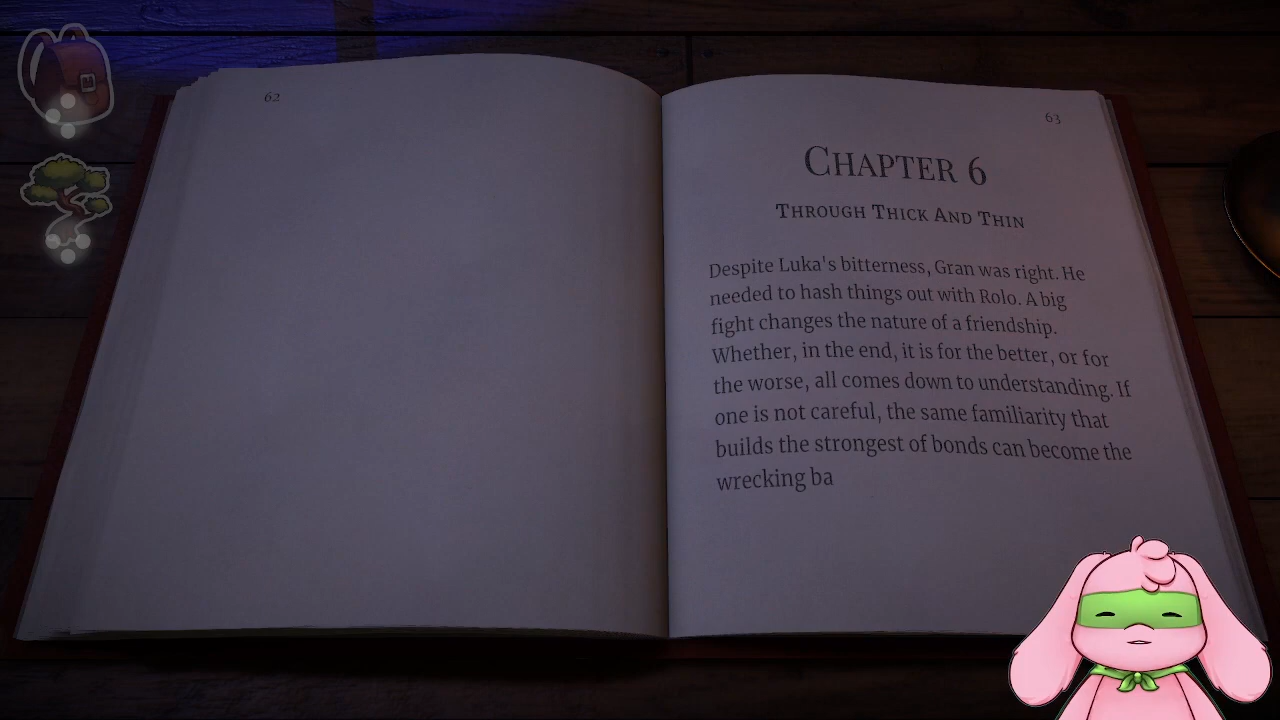 62
63
Chapter 6
Through Thick And Thin
Despite Luka's bitterness, Gran was right. He
needed to hash things out with Rolo. A big
fight changes the nature of a friendship.
Whether, in the end, it is for the better, or for
the worse, all comes down to understanding. If
one is not careful, the same familiarity that
builds the strongest of bonds can become the
wrecking ba